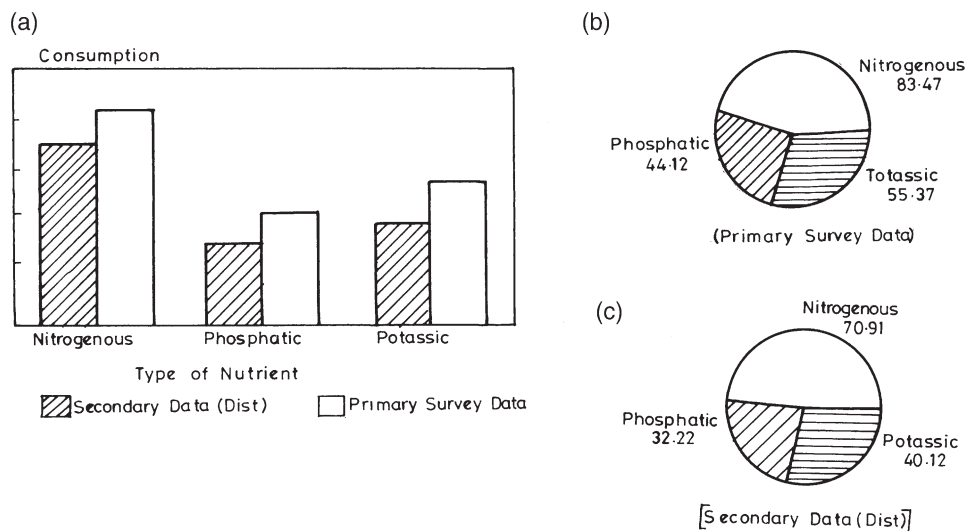 (a)
Consumption
Nitrogenous
Phosphatic
Potassic
Type of Nutrient
Secondary Data (Dist)
Primary Survey Data
(b)
Nitrogenous
83·47
Phosphatic
44·12
Totassic
55·37
(Primary Survey Data)
(c)
Nitrogenous
70·91
Phosphatic
32.22
Potassic
40·12
[Secondary Data (Dist)]